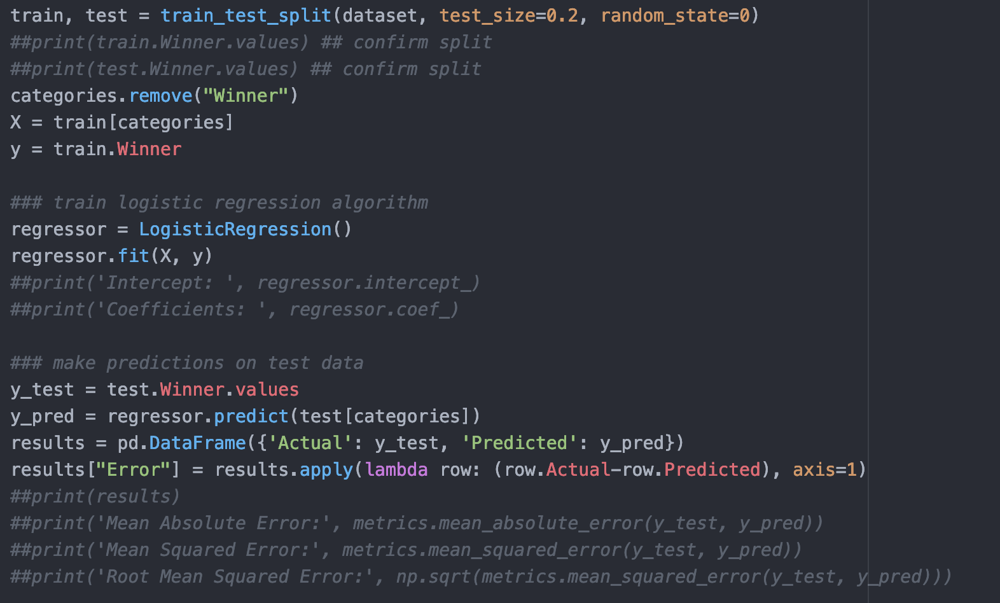 train, test = train_test_split(dataset, test_size=0.2, random_state=0)
##print(train.Winner.values) ## confirm split
##print(test.Winner.values) ## confirm split
categories.remove("Winner")
X = train[categories]
y = train.Winner
### train logistic regression algorithm
regressor = LogisticRegression()
regressor.fit(X, y)
##print('Intercept: ', regressor.intercept_)
##print('Coefficients: ', regressor.coef_)
### make predictions on test data
y_test = test.Winner.values
y_pred = regressor.predict(test[categories])
results = pd.DataFrame({'Actual': y_test, 'Predicted': y_pred})
results["Error"] = results.apply(lambda row: (row.Actual-row.Predicted), axis=1)
##print(results)
##print('Mean Absolute Error:', metrics.mean_absolute_error(y_test, y_pred))
##print('Mean Squared Error:', metrics.mean_squared_error(y_test, y_pred))
##print('Root Mean Squared Error:', np.sqrt(metrics.mean_squared_error(y_test, y_pred)))